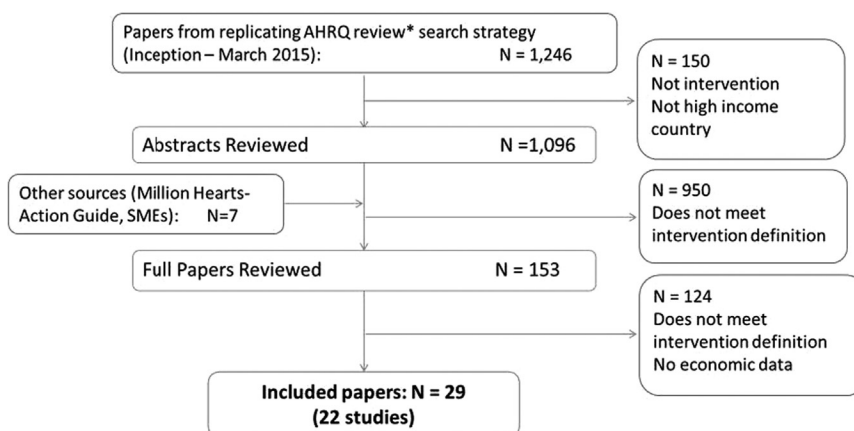 Papers from replicating AHRQ review* search strategy
(Inception – March 2015): N = 1,246
N = 150
Not intervention
Not high income
country
Abstracts Reviewed N =1,096
Other sources (Million Hearts-
Action Guide, SMEs): N=7
N = 950
Does not meet
intervention definition
Full Papers Reviewed N = 153
N = 124
Does not meet
intervention definition
No economic data
Included papers: N = 29
(22 studies)